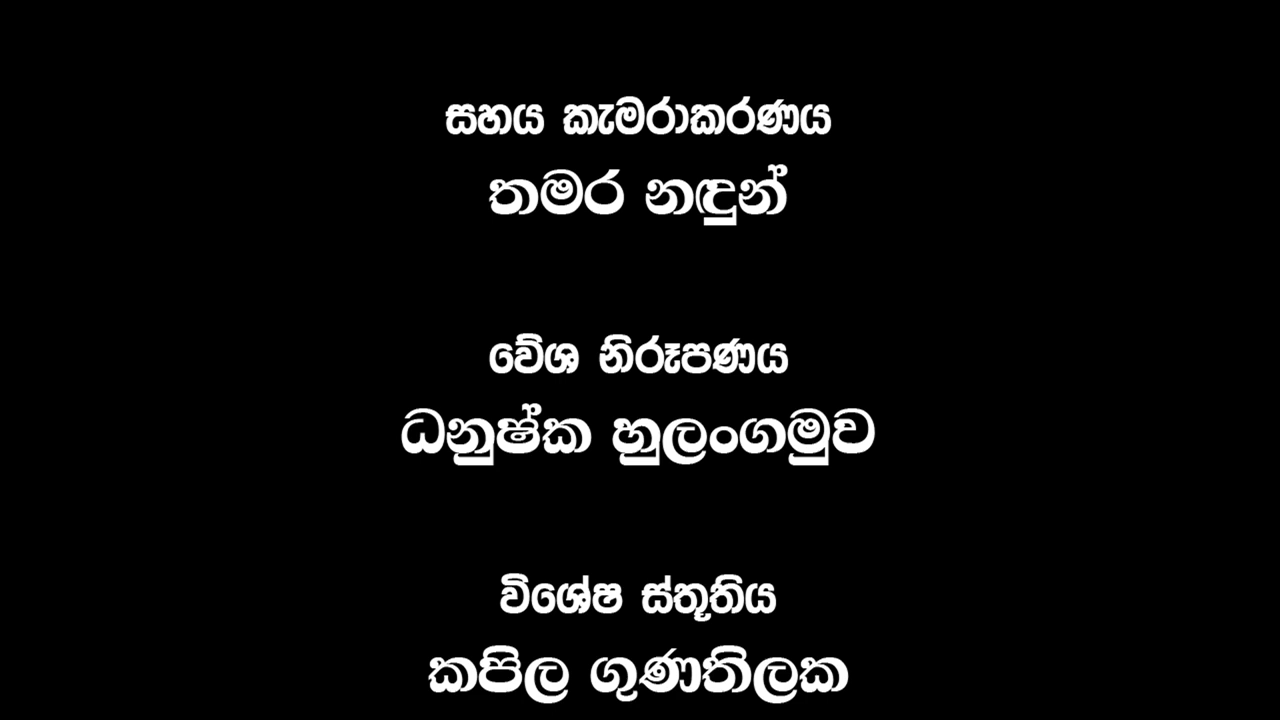 සහය කැමරාකරණය
තමර නඳුන්
වේශ නිරූපණය
ධනුෂ්ක හුලංගමුව
විශේෂ ස්තූතිය
කපිල ගුණතිලක